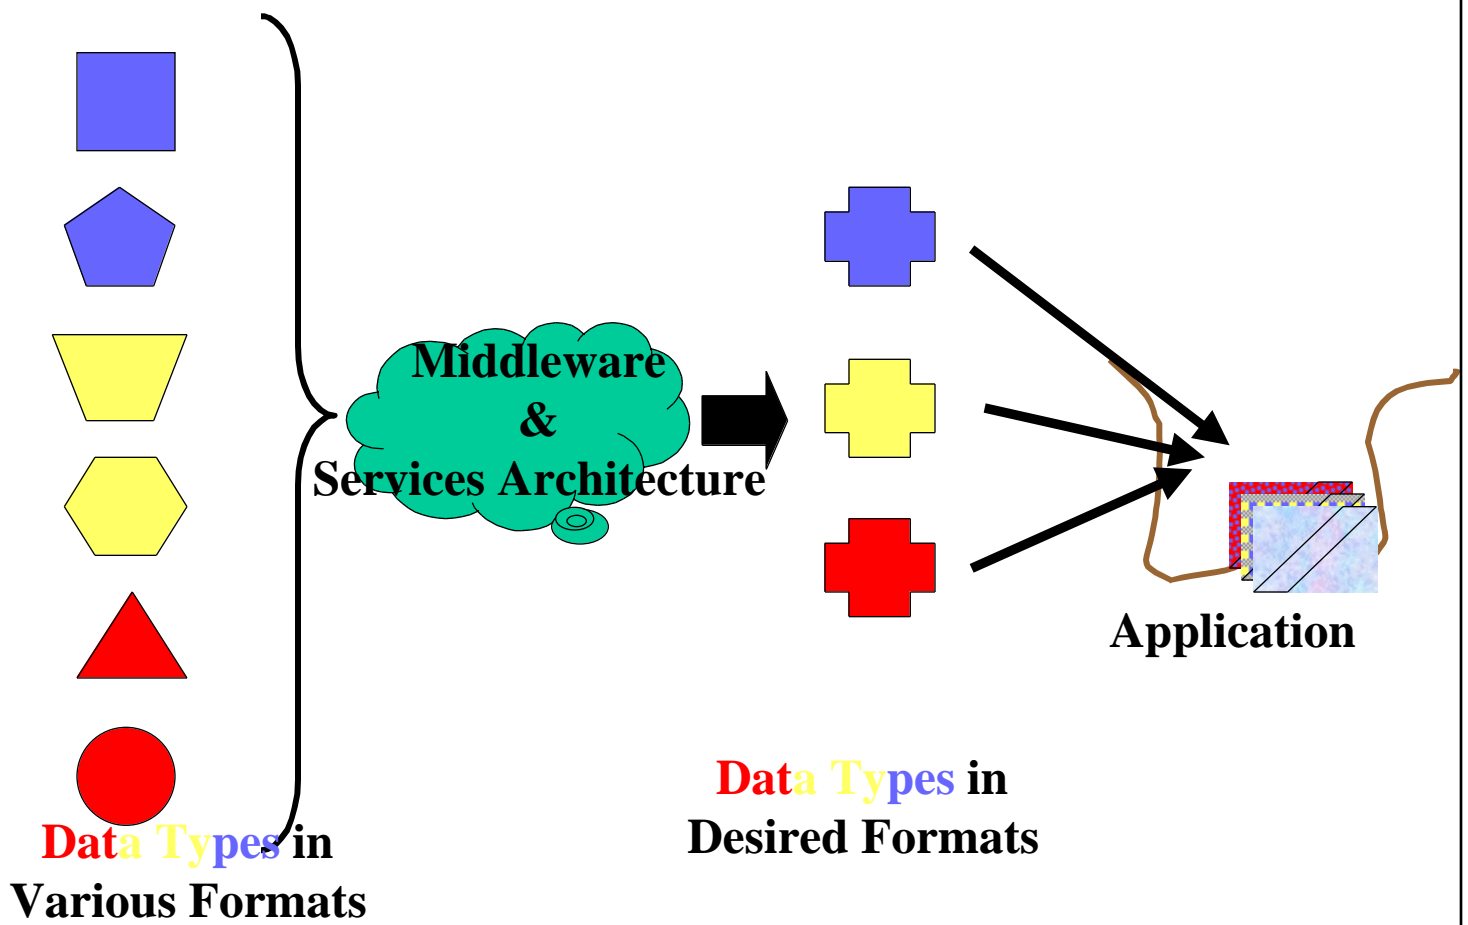 Middleware
&
Services Architecture
Application
Data Types in
Desired Formats
Data Types in
Various Formats